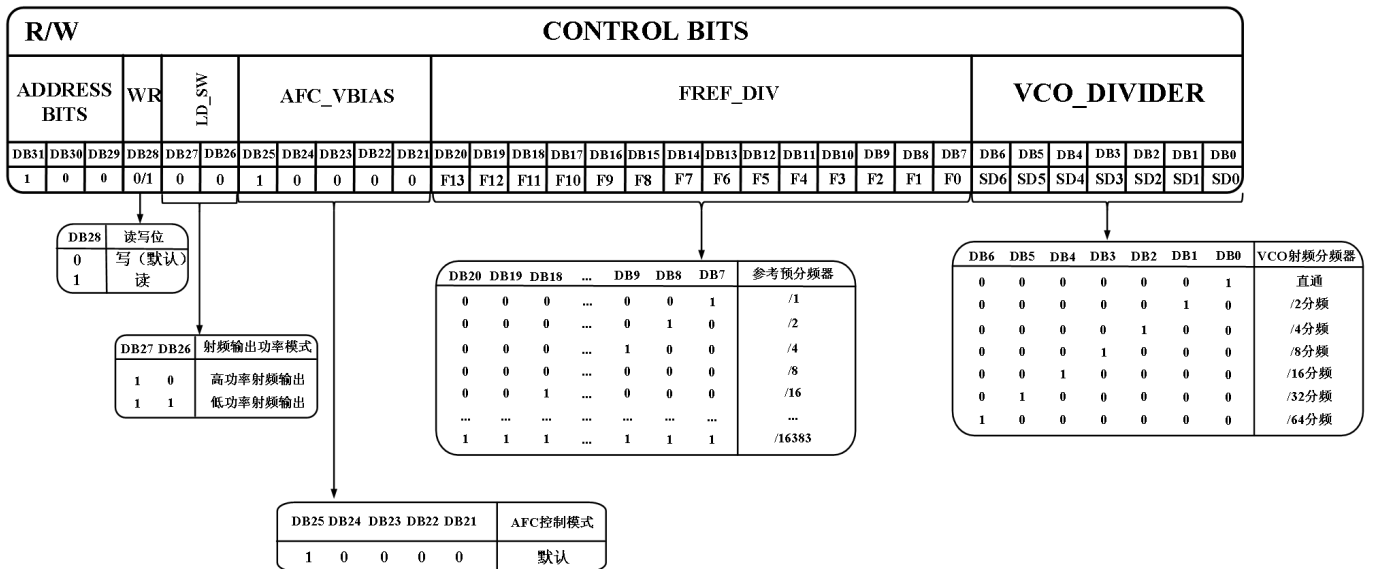 R/W CONTROL BITS
ADDRESS BITS WR LD_SW AFC_VBIAS FREF_DIV VCO_DIVIDER
DB31 DB30 DB29 DB28 DB27 DB26 DB25 DB24 DB23 DB22 DB21 DB20 DB19 DB18 DB17 DB16 DB15 DB14 DB13 DB12 DB11 DB10 DB9 DB8 DB7 DB6 DB5 DB4 DB3 DB2 DB1 DB0
1 0 0 0/1 0 0 1 0 0 0 0 F13 F12 F11 F10 F9 F8 F7 F6 F5 F4 F3 F2 F1 F0 SD6 SD5 SD4 SD3 SD2 SD1 SD0
DB28 读写位
0 写（默认）
1 读
DB27 DB26 射频输出功率模式
1 0 高功率射频输出
1 1 低功率射频输出
DB20 DB19 DB18 ... DB9 DB8 DB7 参考预分频器
0 0 0 ... 0 0 1 /1
0 0 0 ... 0 1 0 /2
0 0 0 ... 1 0 0 /4
0 0 0 ... 0 0 0 /8
0 0 1 ... 0 0 0 /16
... ... ... ... ... ... ... ...
1 1 1 ... 1 1 1 /16383
DB6 DB5 DB4 DB3 DB2 DB1 DB0 VCO射频分频器
0 0 0 0 0 0 1 直通
0 0 0 0 0 1 0 /2分频
0 0 0 0 1 0 0 /4分频
0 0 0 1 0 0 0 /8分频
0 0 1 0 0 0 0 /16分频
0 1 0 0 0 0 0 /32分频
1 0 0 0 0 0 0 /64分频
DB25 DB24 DB23 DB22 DB21 AFC控制模式
1 0 0 0 0 默认